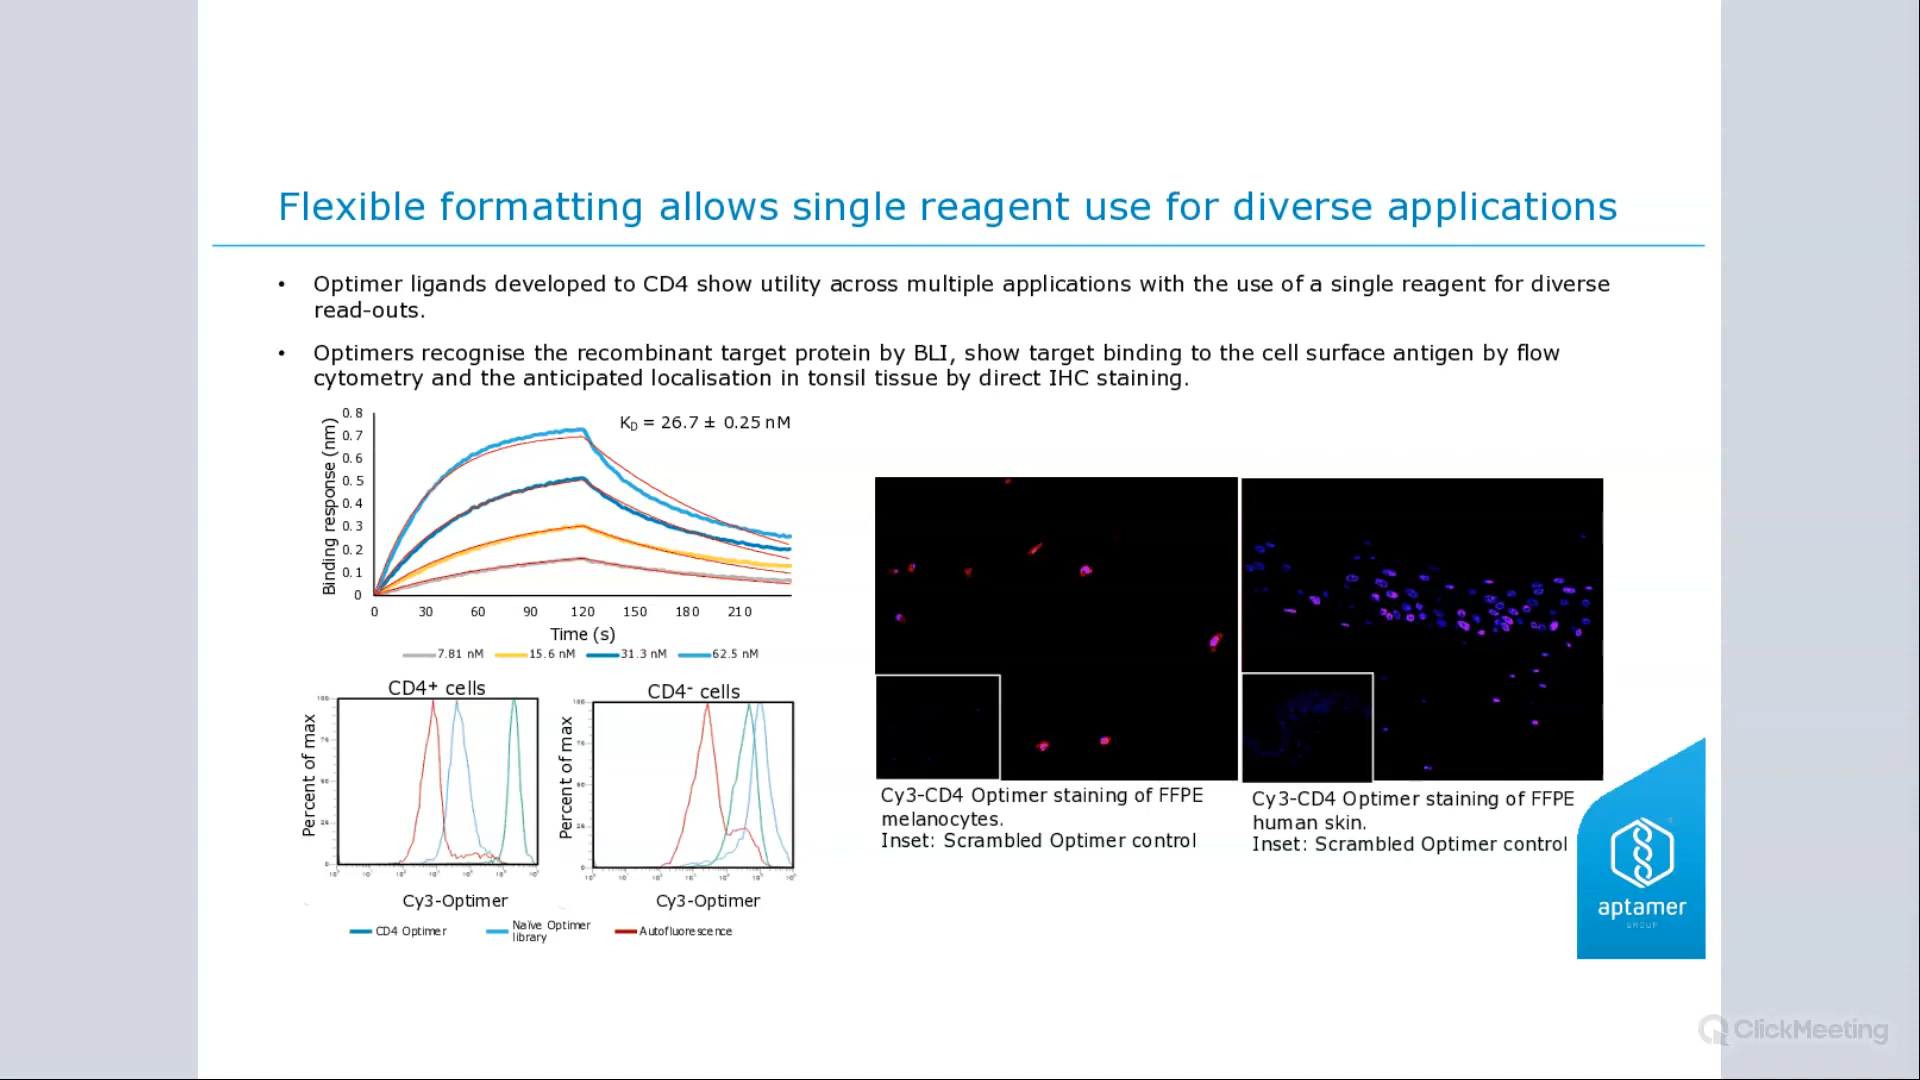 Flexible formatting allows single reagent use for diverse applications
• Optimer ligands developed to CD4 show utility across multiple applications with the use of a single reagent for diverse
read-outs.
• Optimers recognise the recombinant target protein by BLI, show target binding to the cell surface antigen by flow
cytometry and the anticipated localisation in tonsil tissue by direct IHC staining.
Binding response (nm)
0.8
0.7
0.6
0.5
0.4
0.3
0.2
0.1
0
K_D = 26.7 ± 0.25 nM
0 30 60 90 120 150 180 210
Time (s)
7.81 nM 15.6 nM 31.3 nM 62.5 nM
CD4+ cells
Percent of max
Cy3-Optimer
CD4- cells
Percent of max
Cy3-Optimer
CD4 Optimer
Naïve Optimer
library
Autofluorescence
Cy3-CD4 Optimer staining of FFPE
melanocytes.
Inset: Scrambled Optimer control
Cy3-CD4 Optimer staining of FFPE
human skin.
Inset: Scrambled Optimer control
aptamer
GROUP
ClickMeeting